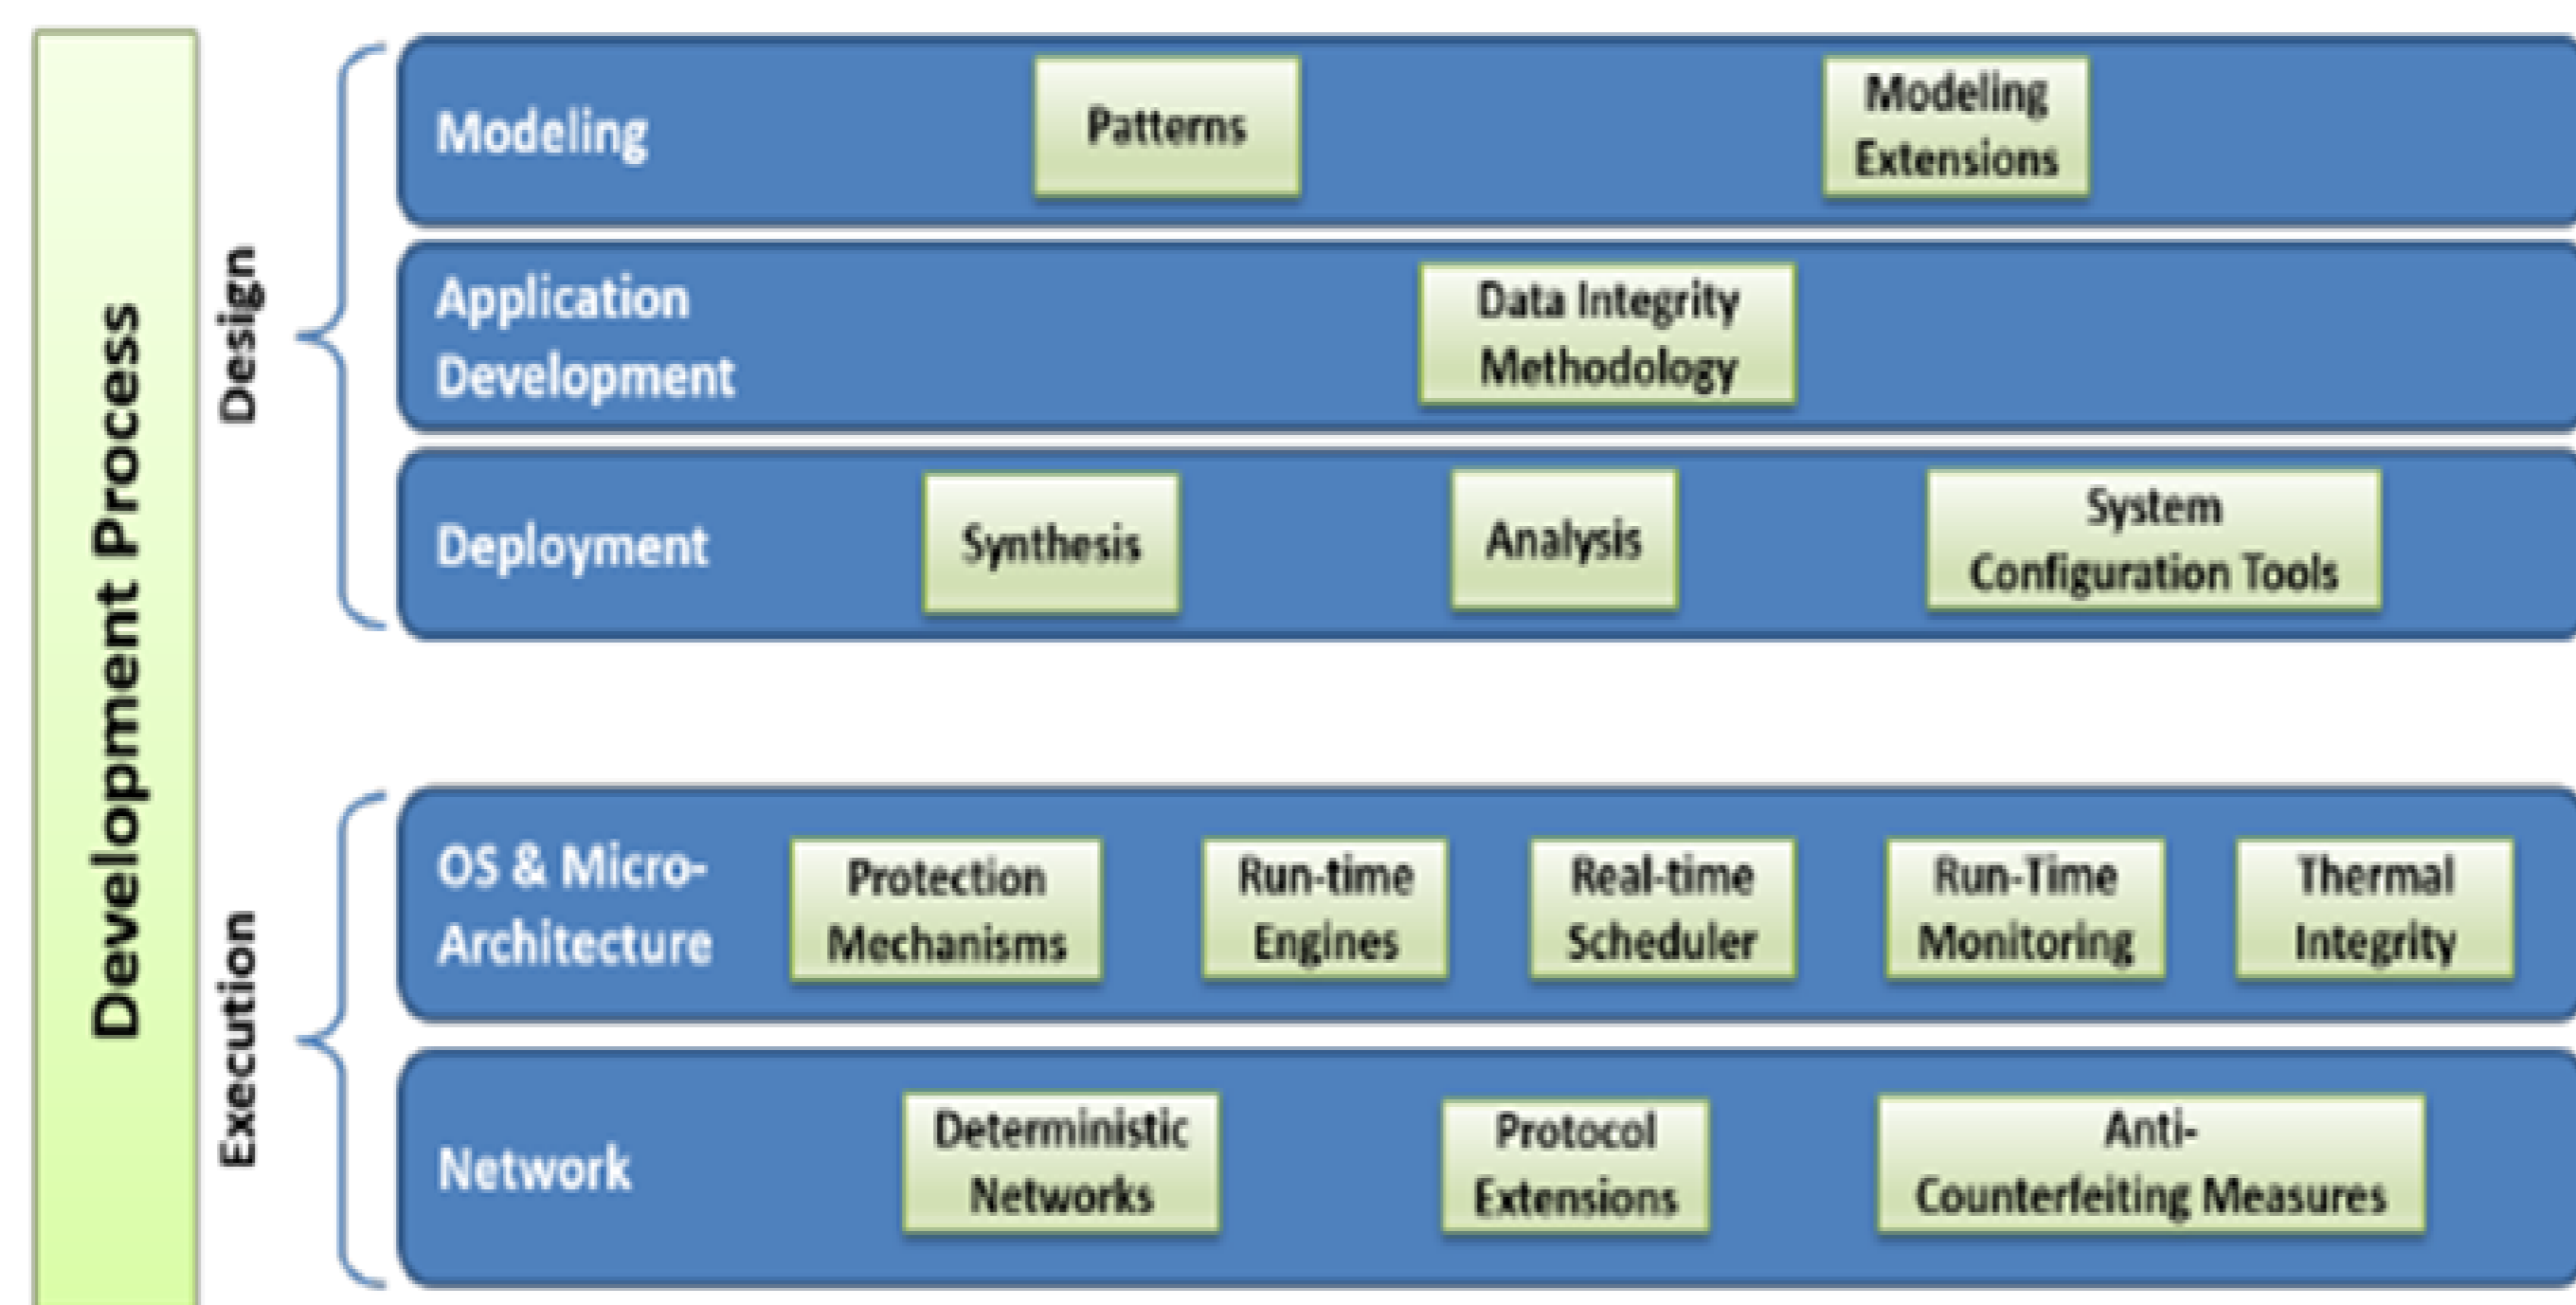 Development Process
Design
Modeling
Patterns
Modeling
Extensions
Application
Development
Data Integrity
Methodology
Deployment
Synthesis
Analysis
System
Configuration Tools
Execution
OS & Micro-
Architecture
Protection
Mechanisms
Run-time
Engines
Real-time
Scheduler
Run-Time
Monitoring
Thermal
Integrity
Network
Deterministic
Networks
Protocol
Extensions
Anti-
Counterfeiting Measures